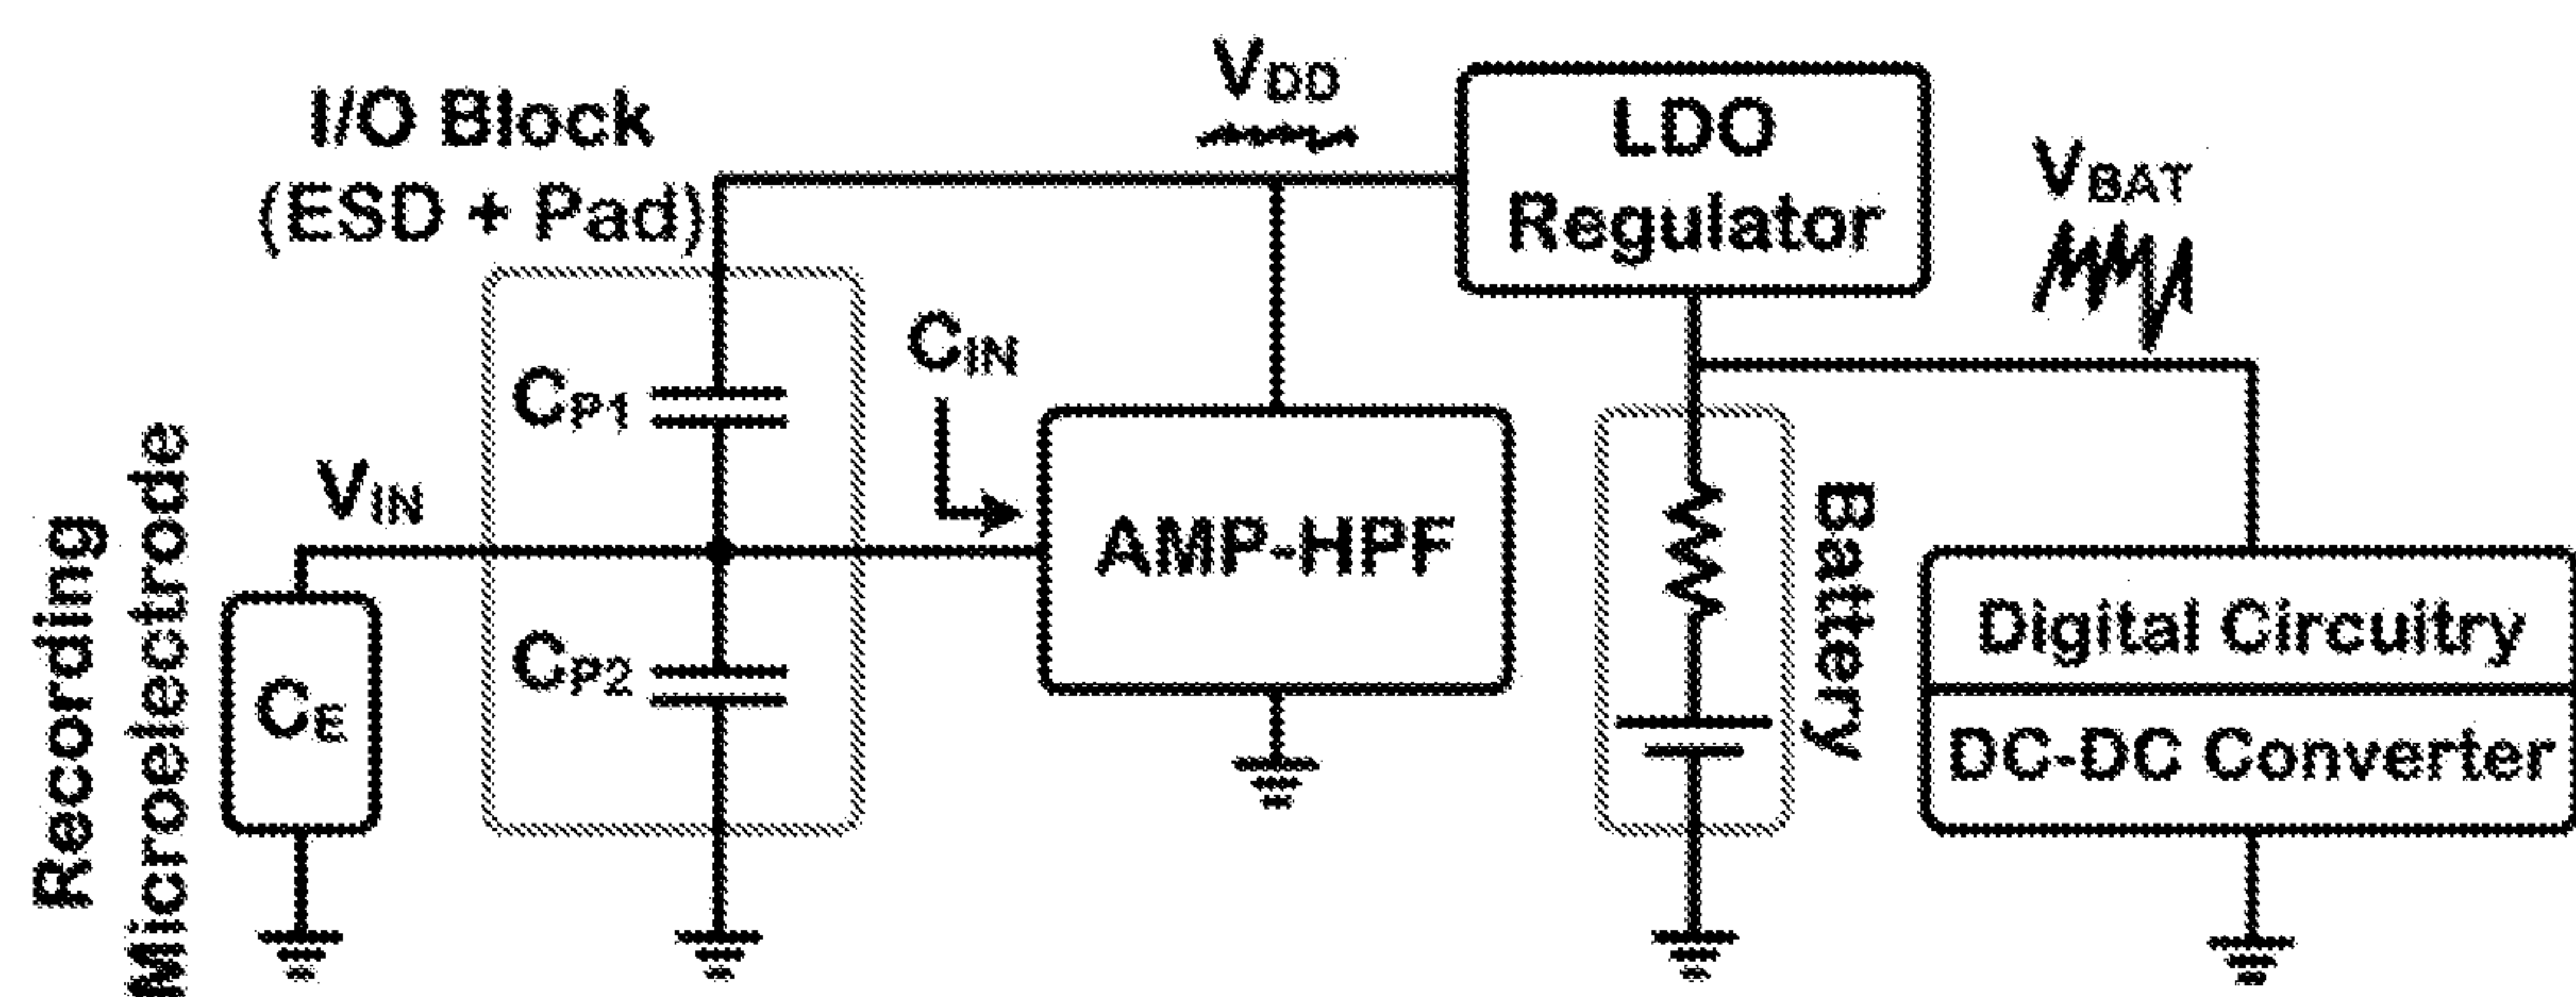 I/O Block
(ESD + Pad)
VDD
LDO
Regulator
VBAT
CP1
CIN
VIN
Recording
Microelectrode
CE
CP2
AMP-HPF
Battery
Digital Circuitry
DC-DC Converter